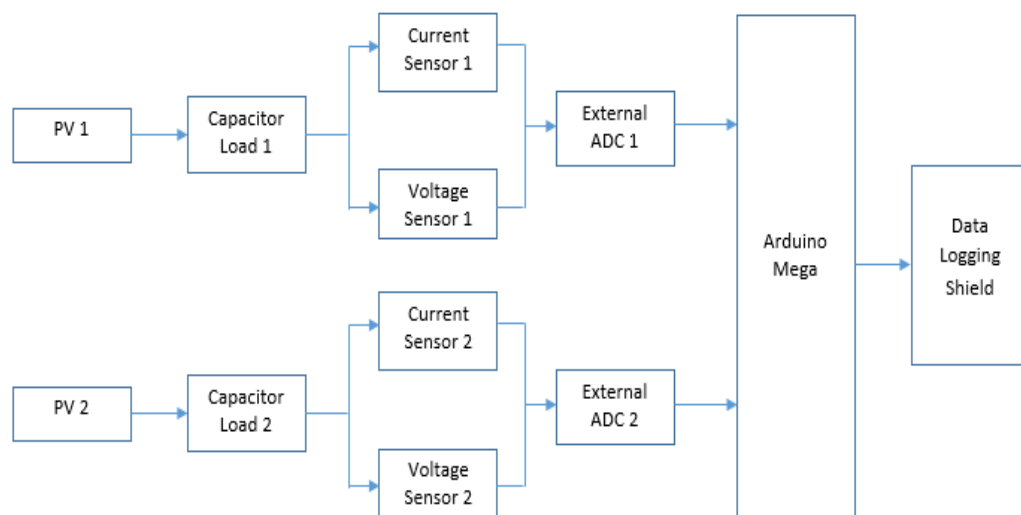 PV 1
Capacitor
Load 1
Current
Sensor 1
Voltage
Sensor 1
External
ADC 1
PV 2
Capacitor
Load 2
Current
Sensor 2
Voltage
Sensor 2
External
ADC 2
Arduino
Mega
Data
Logging
Shield